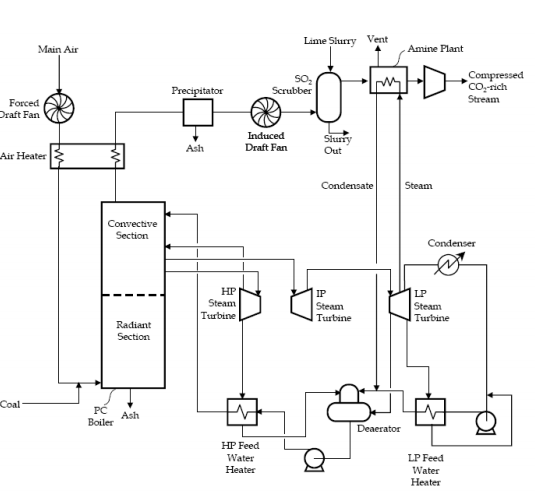 Main Air
Forced
Draft Fan
Air Heater
Precipitator
Ash
Induced
Draft Fan
Lime Slurry
SO2
Scrubber
Slurry
Out
Vent
Amine Plant
Compressed
CO2-rich
Stream
Condensate
Steam
Convective
Section
Radiant
Section
HP
Steam
Turbine
IP
Steam
Turbine
LP
Steam
Turbine
Condenser
Coal
PC
Boiler
Ash
HP Feed
Water
Heater
Deaerator
LP Feed
Water
Heater